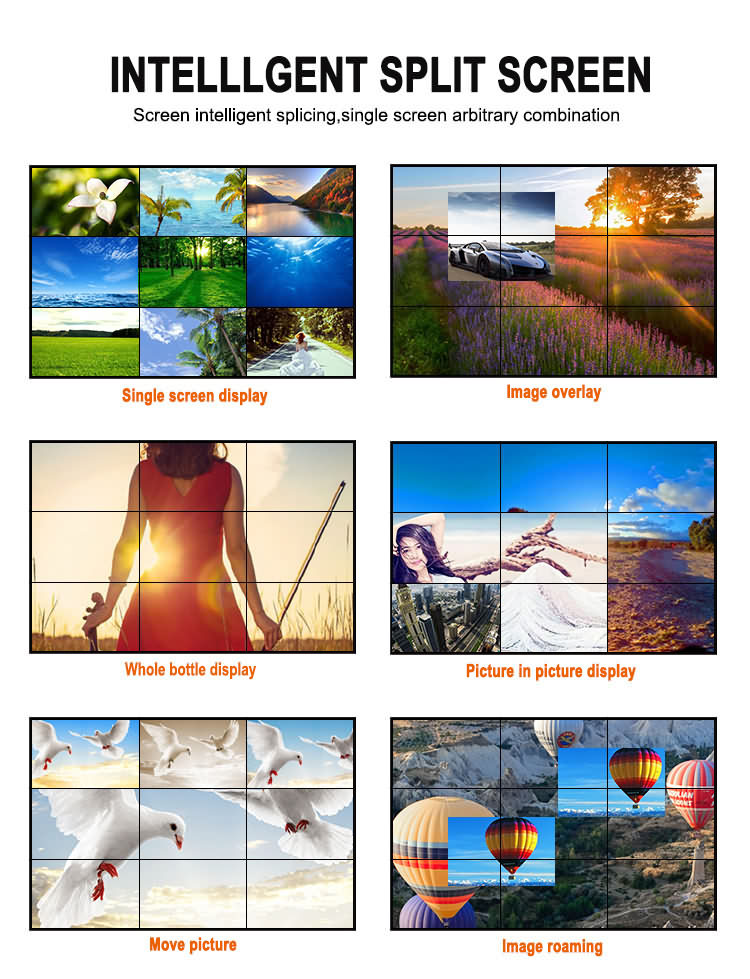 INTELLLGENT SPLIT SCREEN
Screen intelligent splicing,single screen arbitrary combination
Single screen display
Image overlay
Whole bottle display
Picture in picture display
Move picture
Image roaming